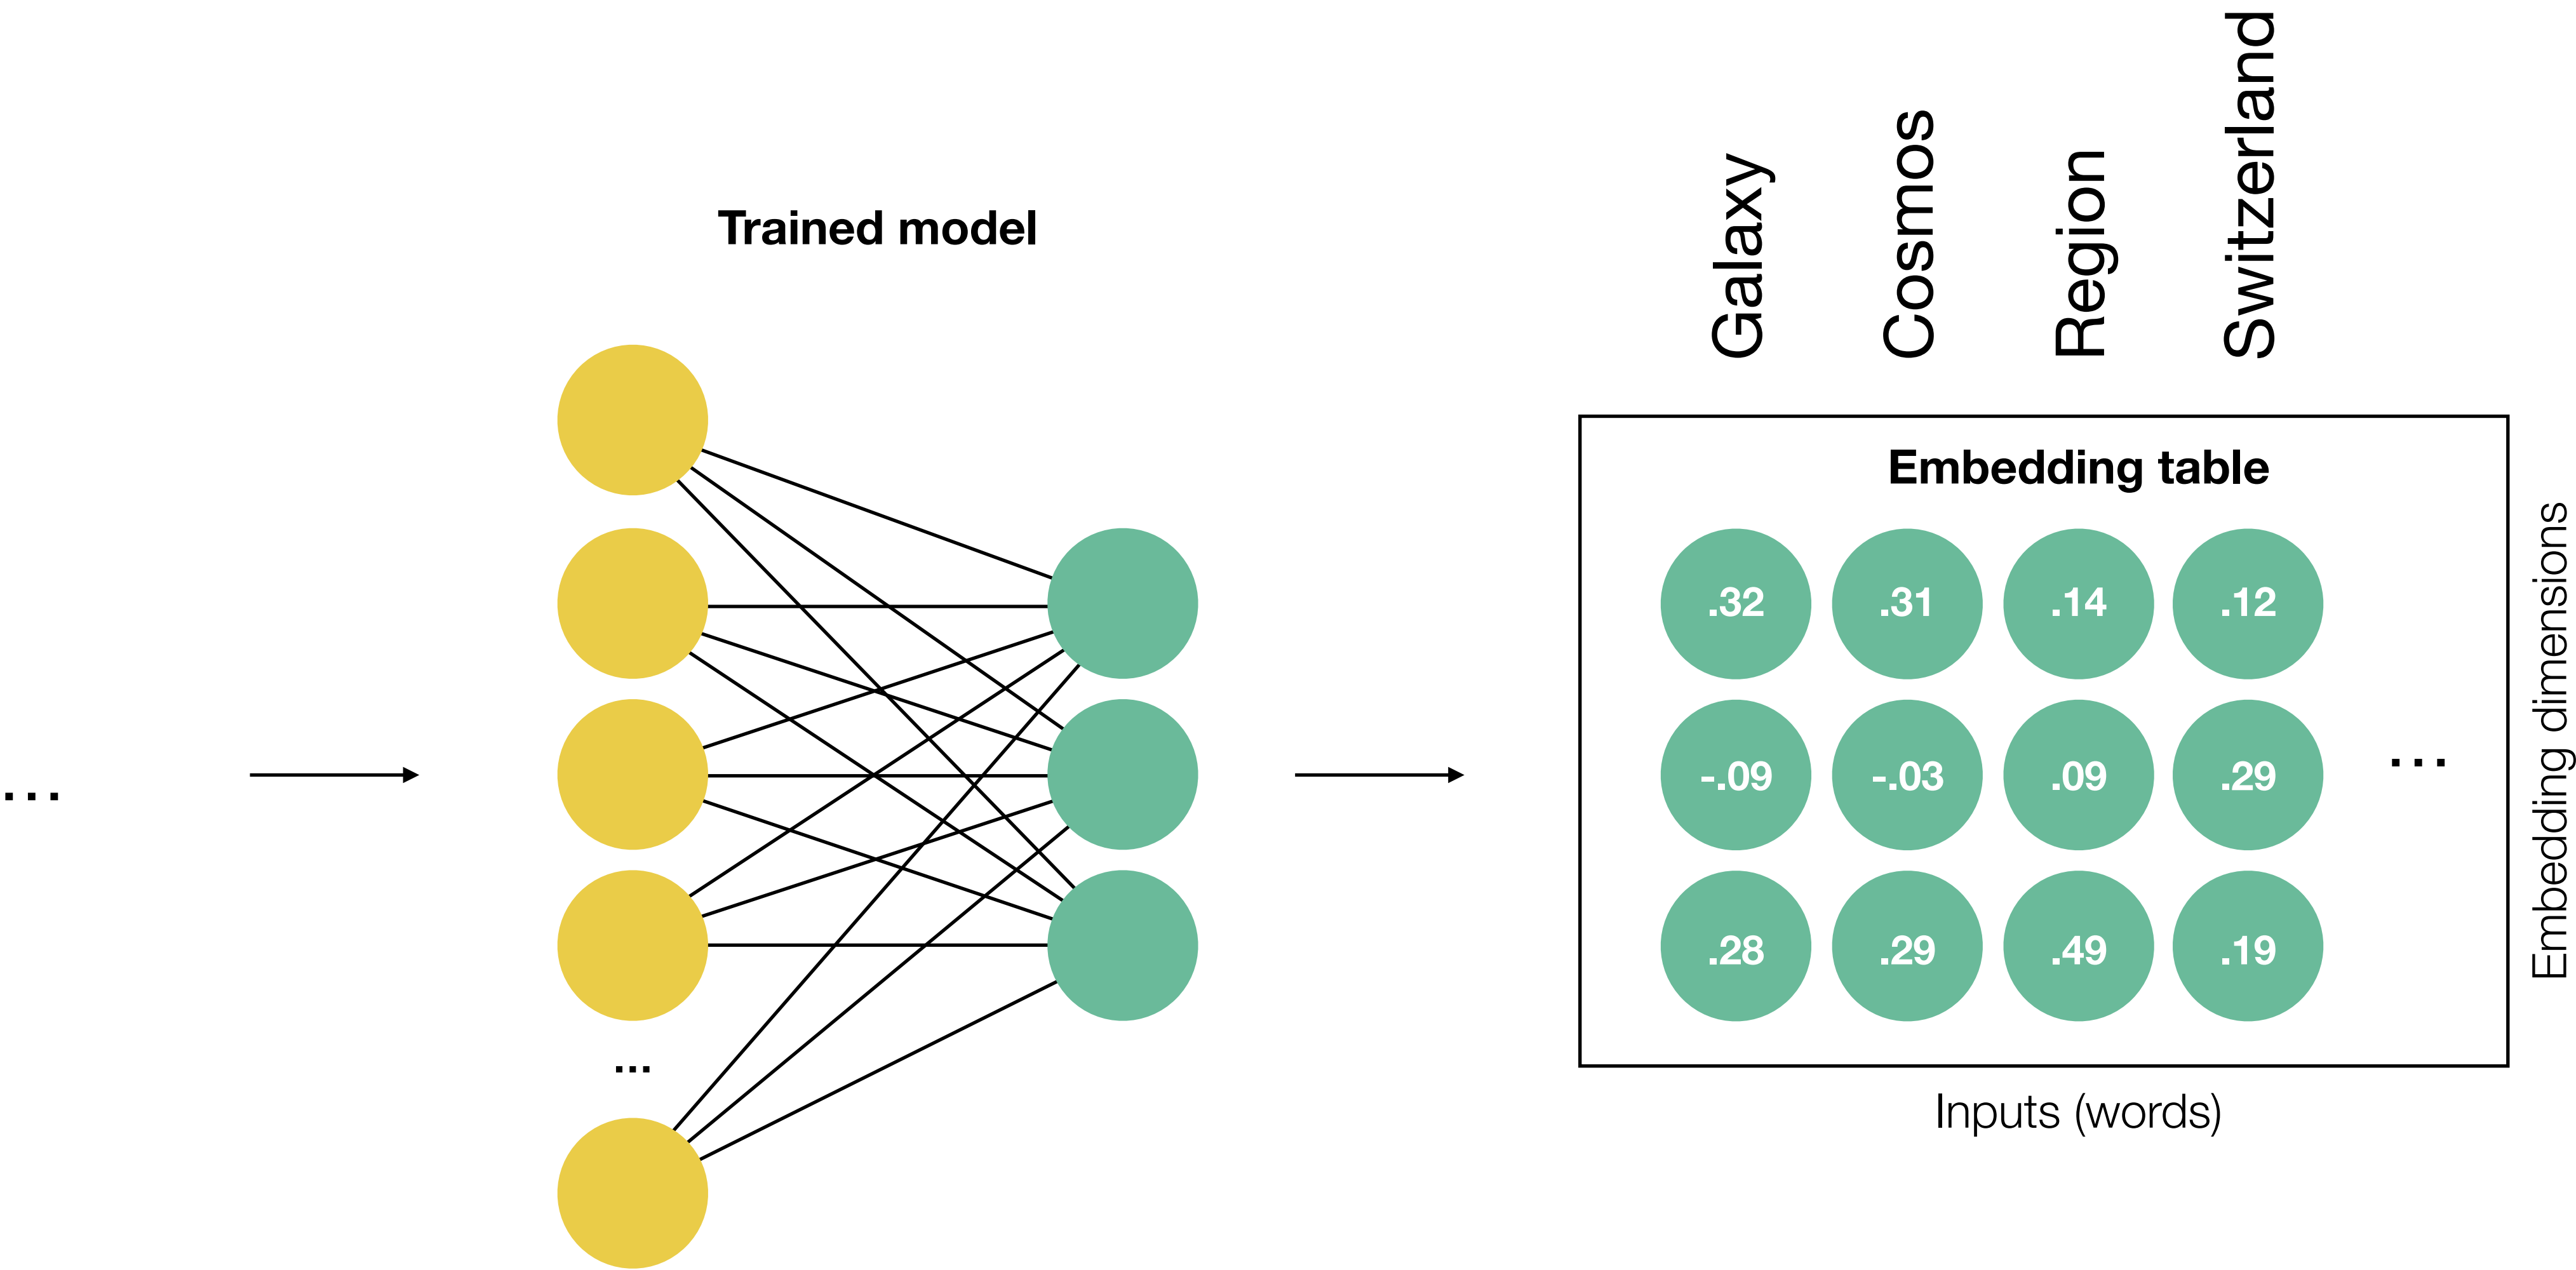 Trained model
...
...
Galaxy
Cosmos
Region
Switzerland
Embedding table
.32 .31 .14 .12
-.09 -.03 .09 .29 ...
.28 .29 .49 .19
Embedding dimensions
Inputs (words)